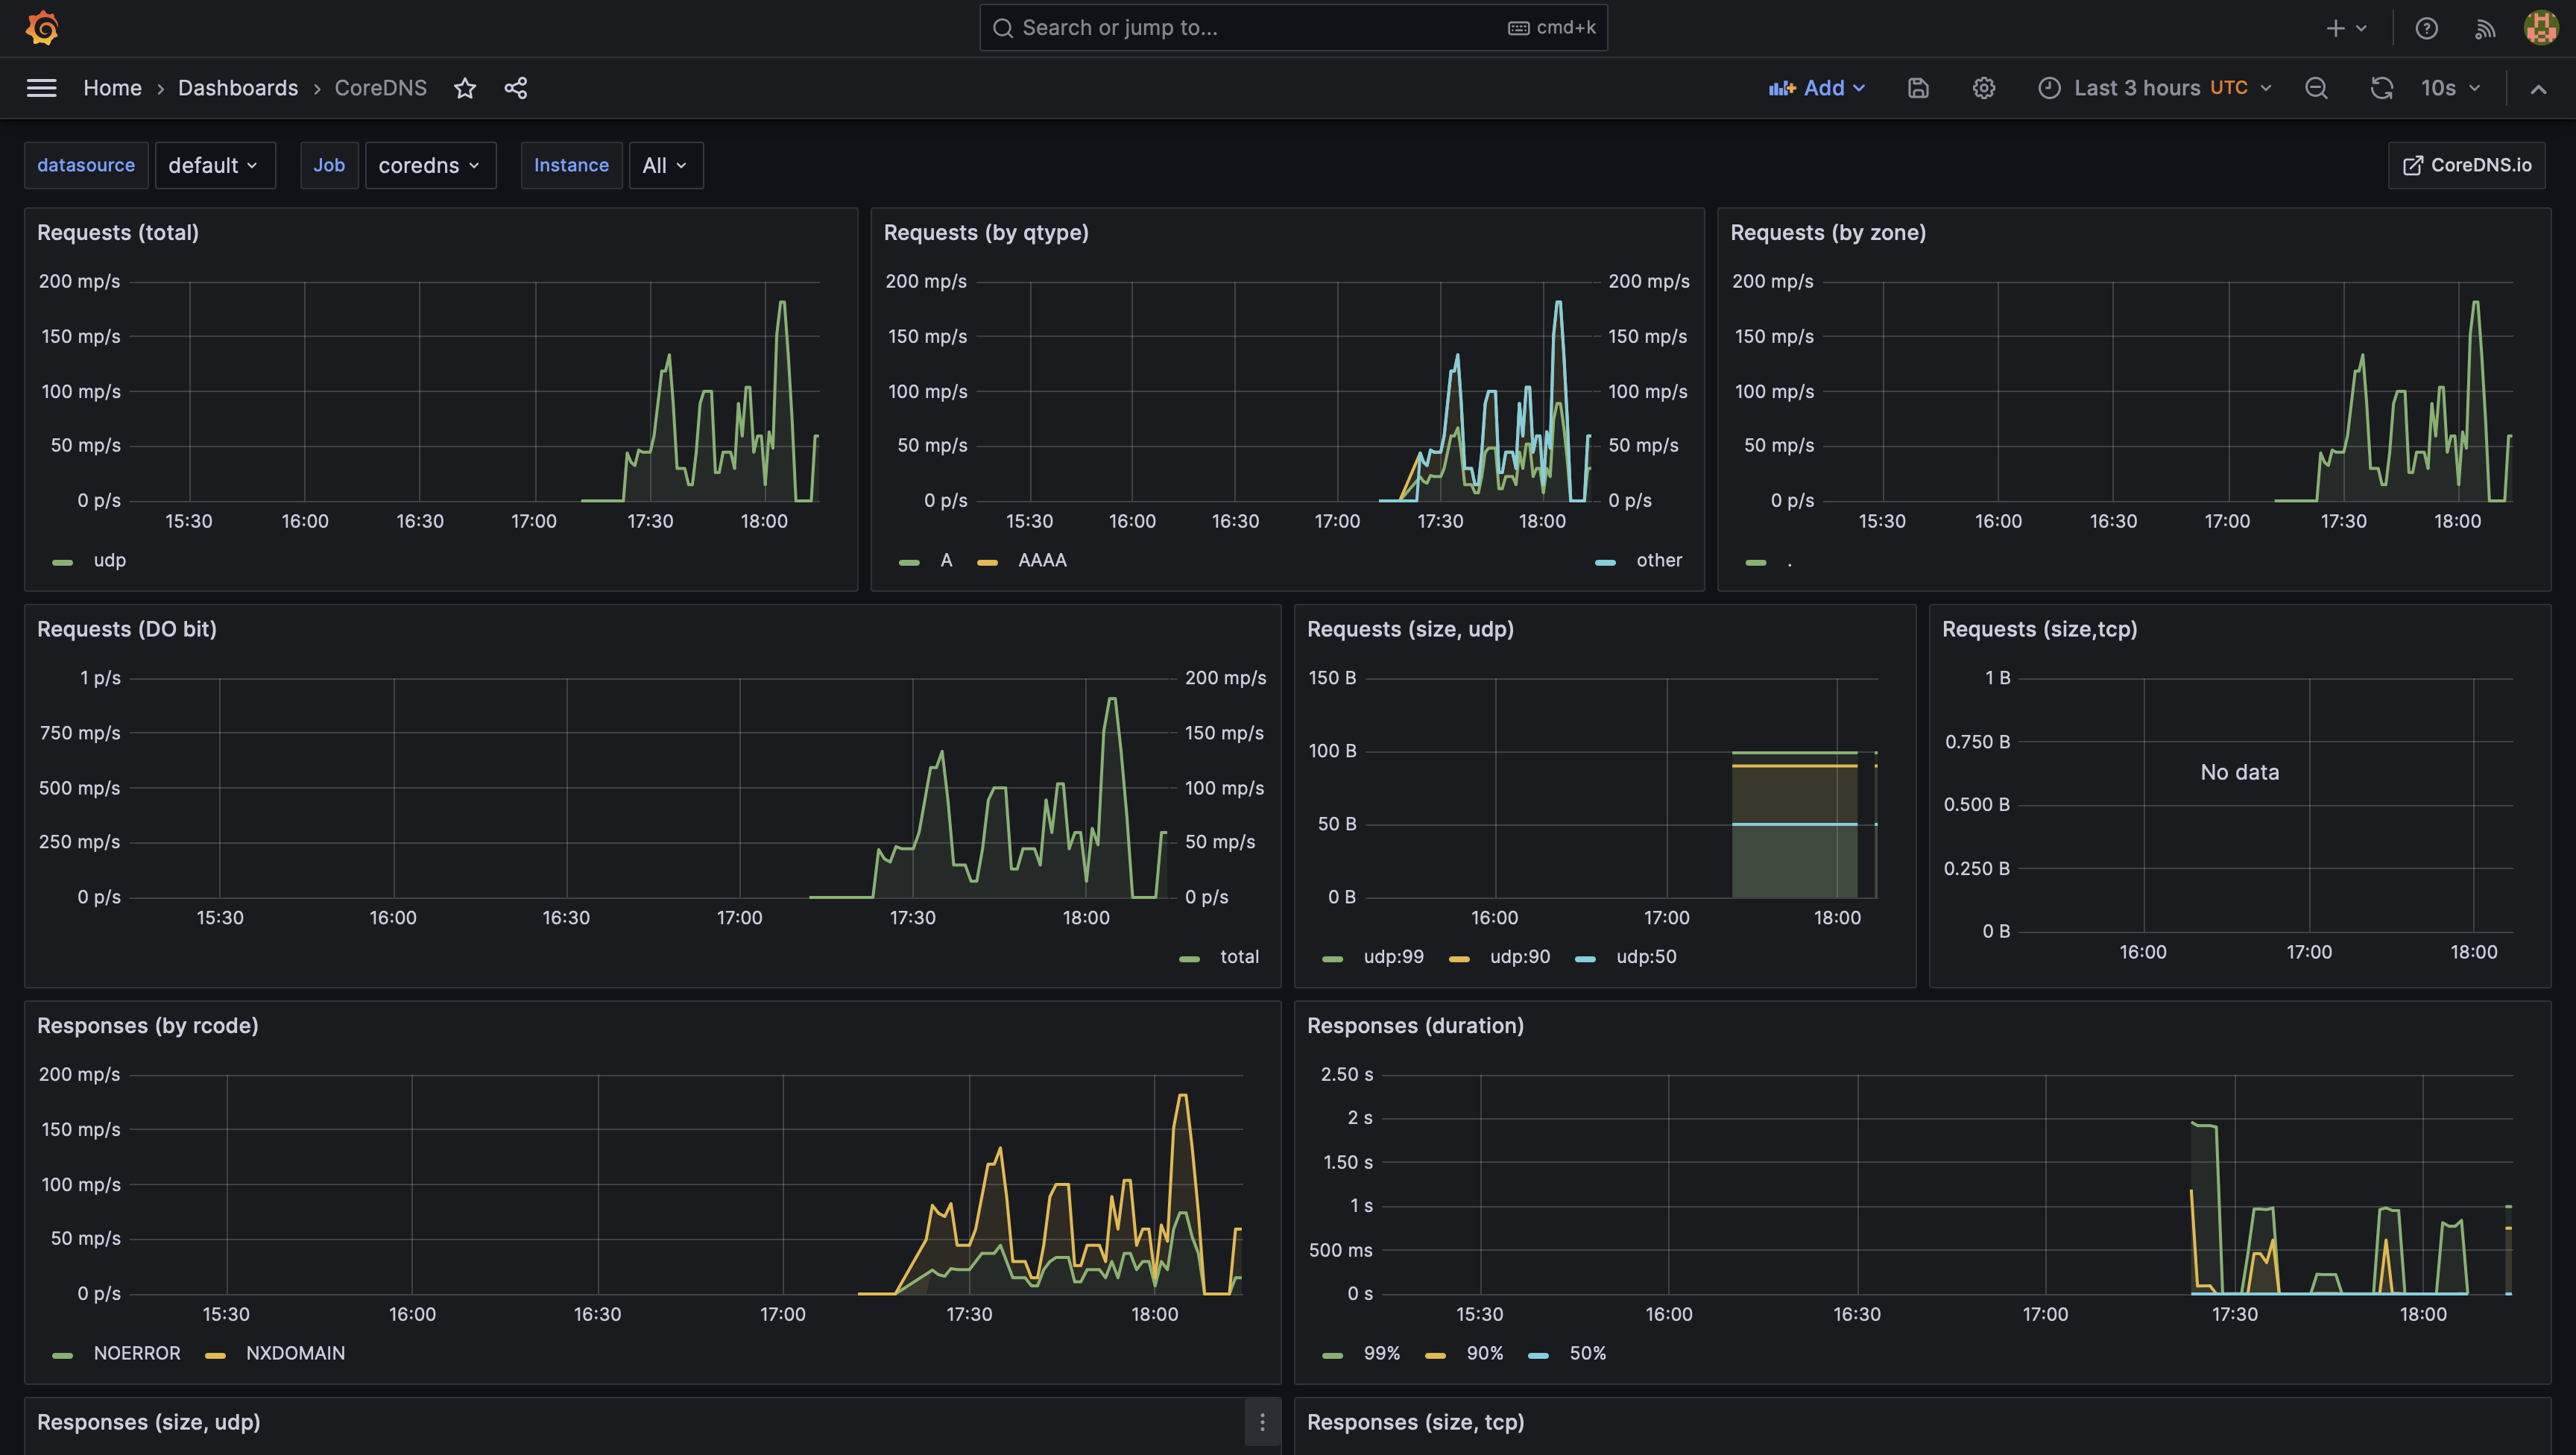 Search or jump to... cmd+k
Home › Dashboards › CoreDNS Add Last 3 hours UTC 10s
datasource default Job coredns Instance All CoreDNS.io
Requests (total)
200 mp/s
150 mp/s
100 mp/s
50 mp/s
0 p/s
15:30 16:00 16:30 17:00 17:30 18:00
udp
Requests (by qtype)
200 mp/s 200 mp/s
150 mp/s 150 mp/s
100 mp/s 100 mp/s
50 mp/s 50 mp/s
0 p/s 0 p/s
15:30 16:00 16:30 17:00 17:30 18:00
A AAAA other
Requests (by zone)
200 mp/s
150 mp/s
100 mp/s
50 mp/s
0 p/s
15:30 16:00 16:30 17:00 17:30 18:00
.
Requests (DO bit)
1 p/s 200 mp/s
750 mp/s 150 mp/s
500 mp/s 100 mp/s
250 mp/s 50 mp/s
0 p/s 0 p/s
15:30 16:00 16:30 17:00 17:30 18:00
total
Requests (size, udp)
150 B
100 B
50 B
0 B
16:00 17:00 18:00
udp:99 udp:90 udp:50
Requests (size,tcp)
1 B
0.750 B
No data
0.500 B
0.250 B
0 B
16:00 17:00 18:00
Responses (by rcode)
200 mp/s
150 mp/s
100 mp/s
50 mp/s
0 p/s
15:30 16:00 16:30 17:00 17:30 18:00
NOERROR NXDOMAIN
Responses (duration)
2.50 s
2 s
1.50 s
1 s
500 ms
0 s
15:30 16:00 16:30 17:00 17:30 18:00
99% 90% 50%
Responses (size, udp)
Responses (size, tcp)